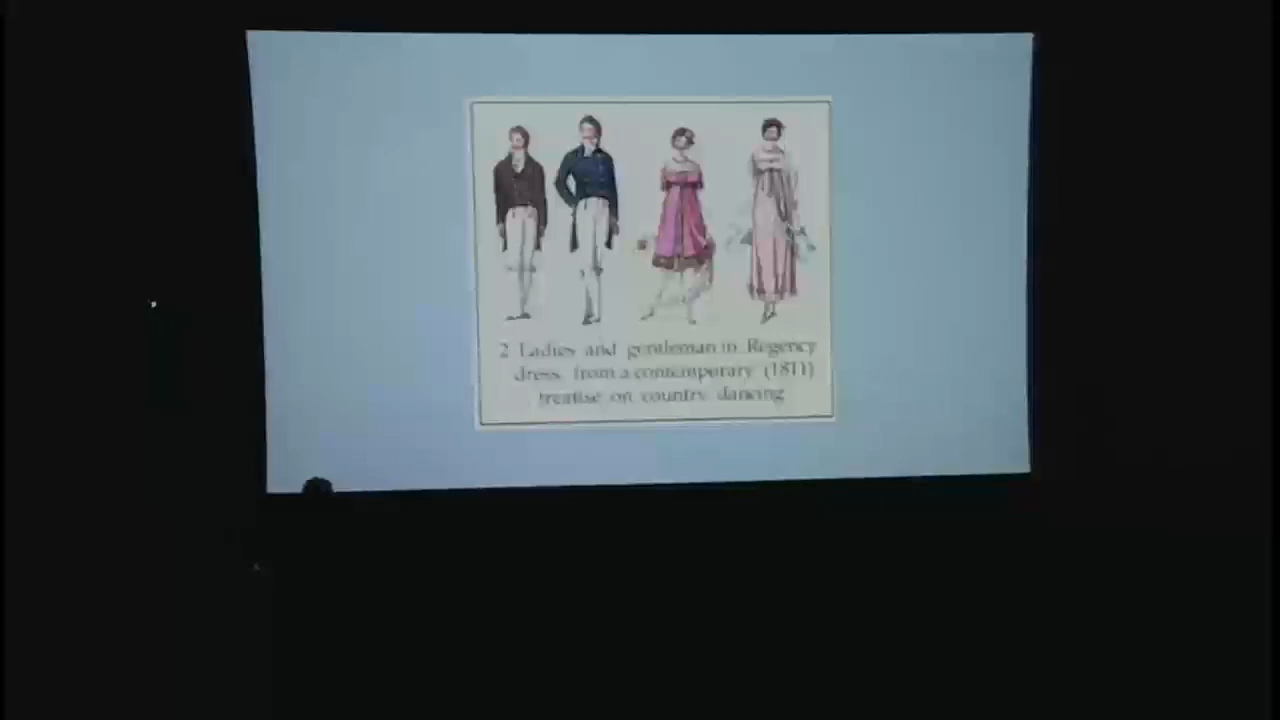 2 Ladies and gentleman in Regency
dress from a contemporary (1811)
treatise on country dancing